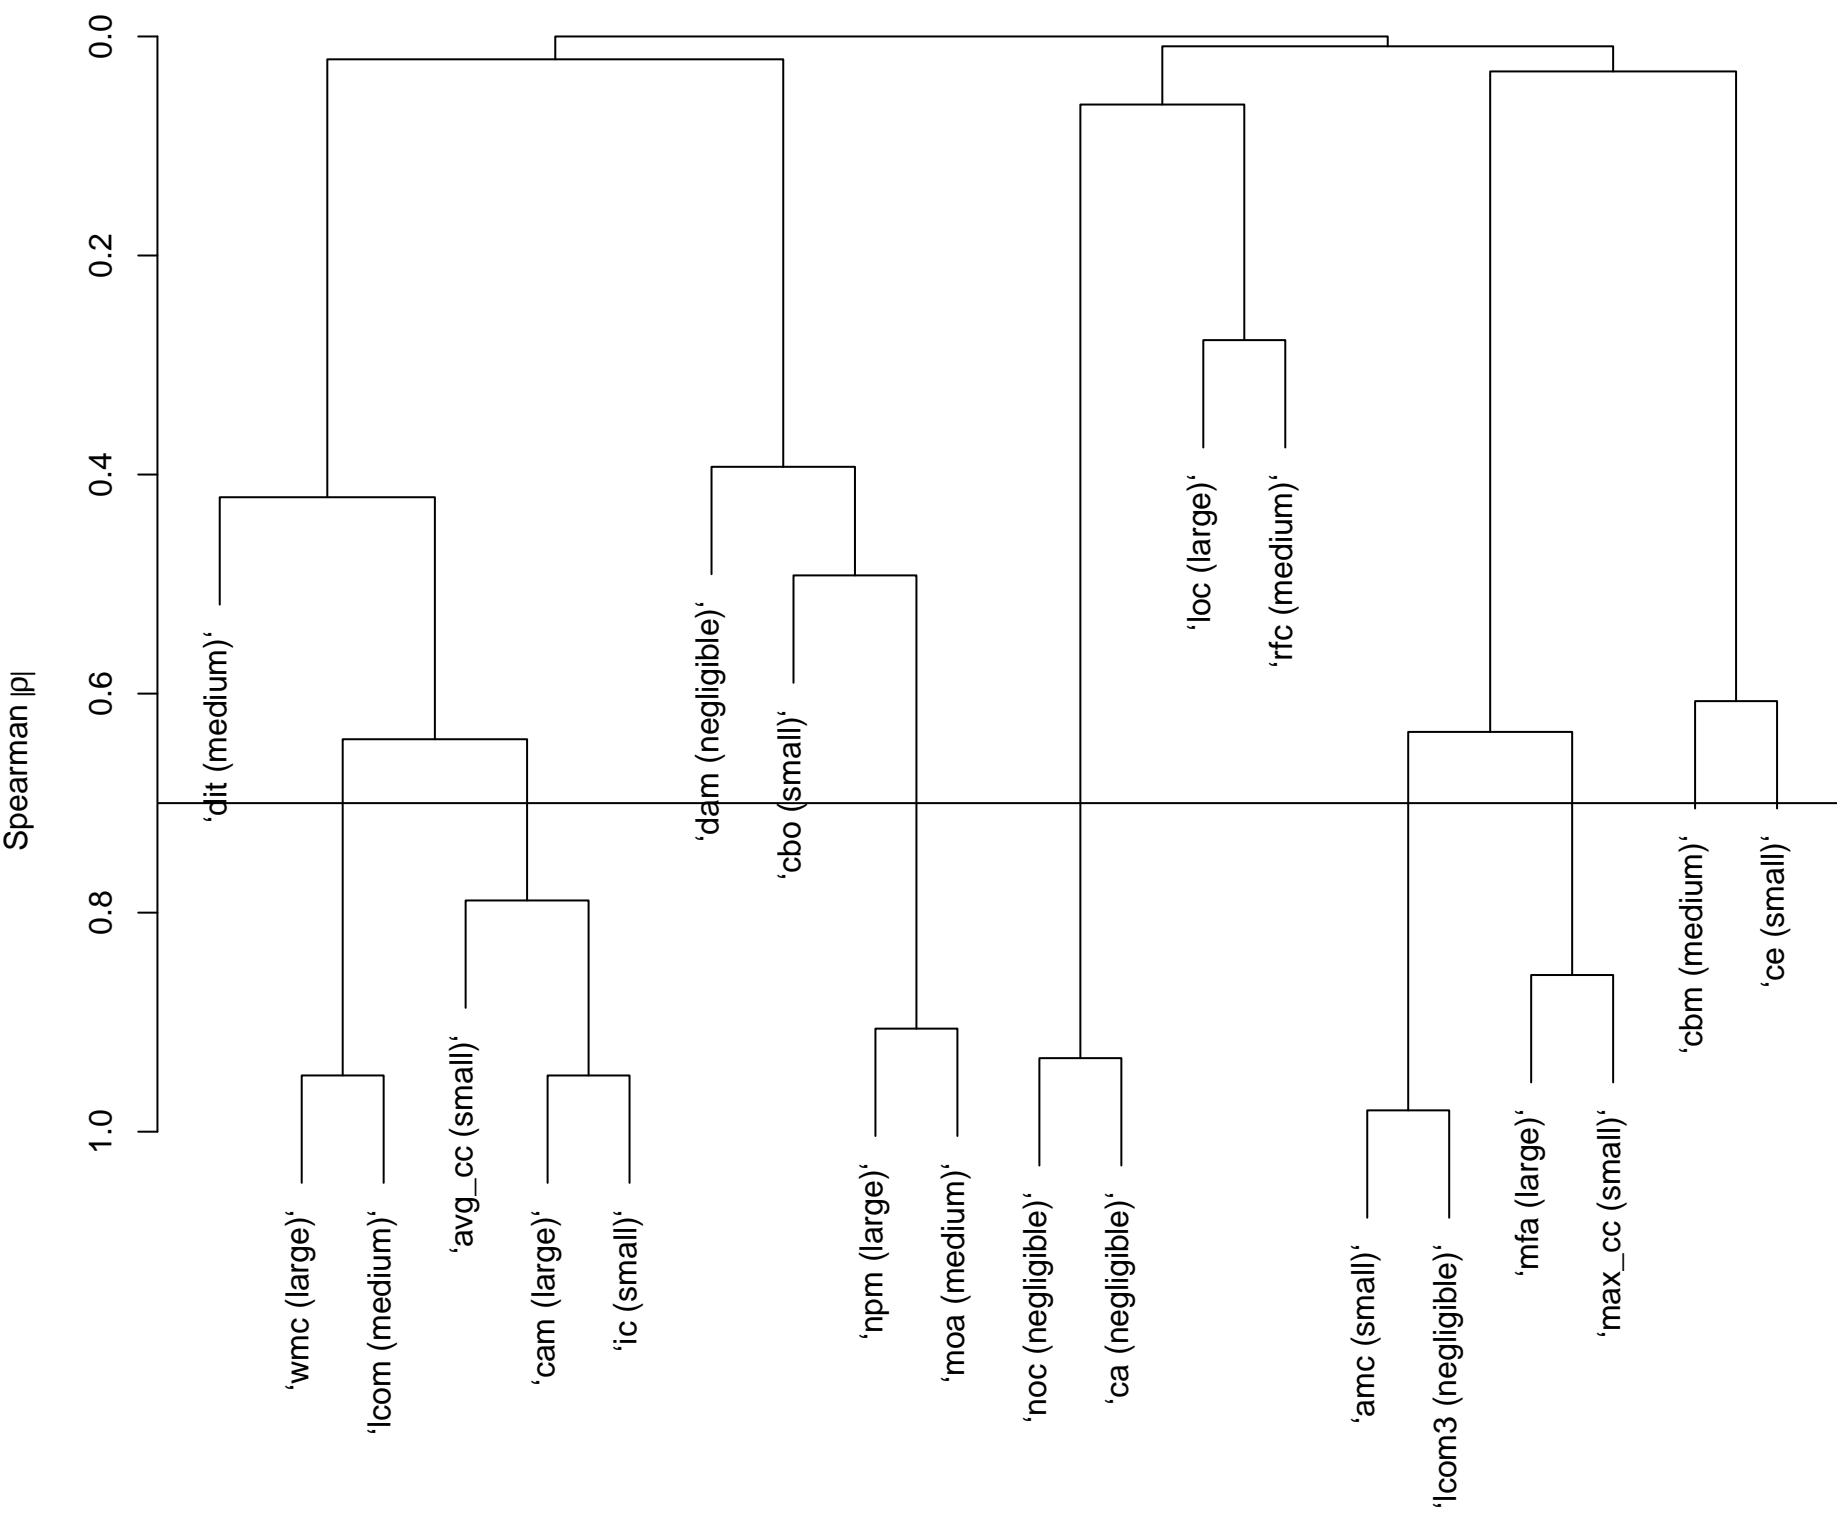 Spearman |ρ|
0.0
0.2
0.4
0.6
0.8
1.0
‘dit (medium)‘
‘wmc (large)‘
‘lcom (medium)‘
‘avg_cc (small)‘
‘cam (large)‘
‘ic (small)‘
‘dam (negligible)‘
‘cbo (small)‘
‘npm (large)‘
‘moa (medium)‘
‘noc (negligible)‘
‘ca (negligible)‘
‘loc (large)‘
‘rfc (medium)‘
‘amc (small)‘
‘lcom3 (negligible)‘
‘mfa (large)‘
‘max_cc (small)‘
‘cbm (medium)‘
‘ce (small)‘